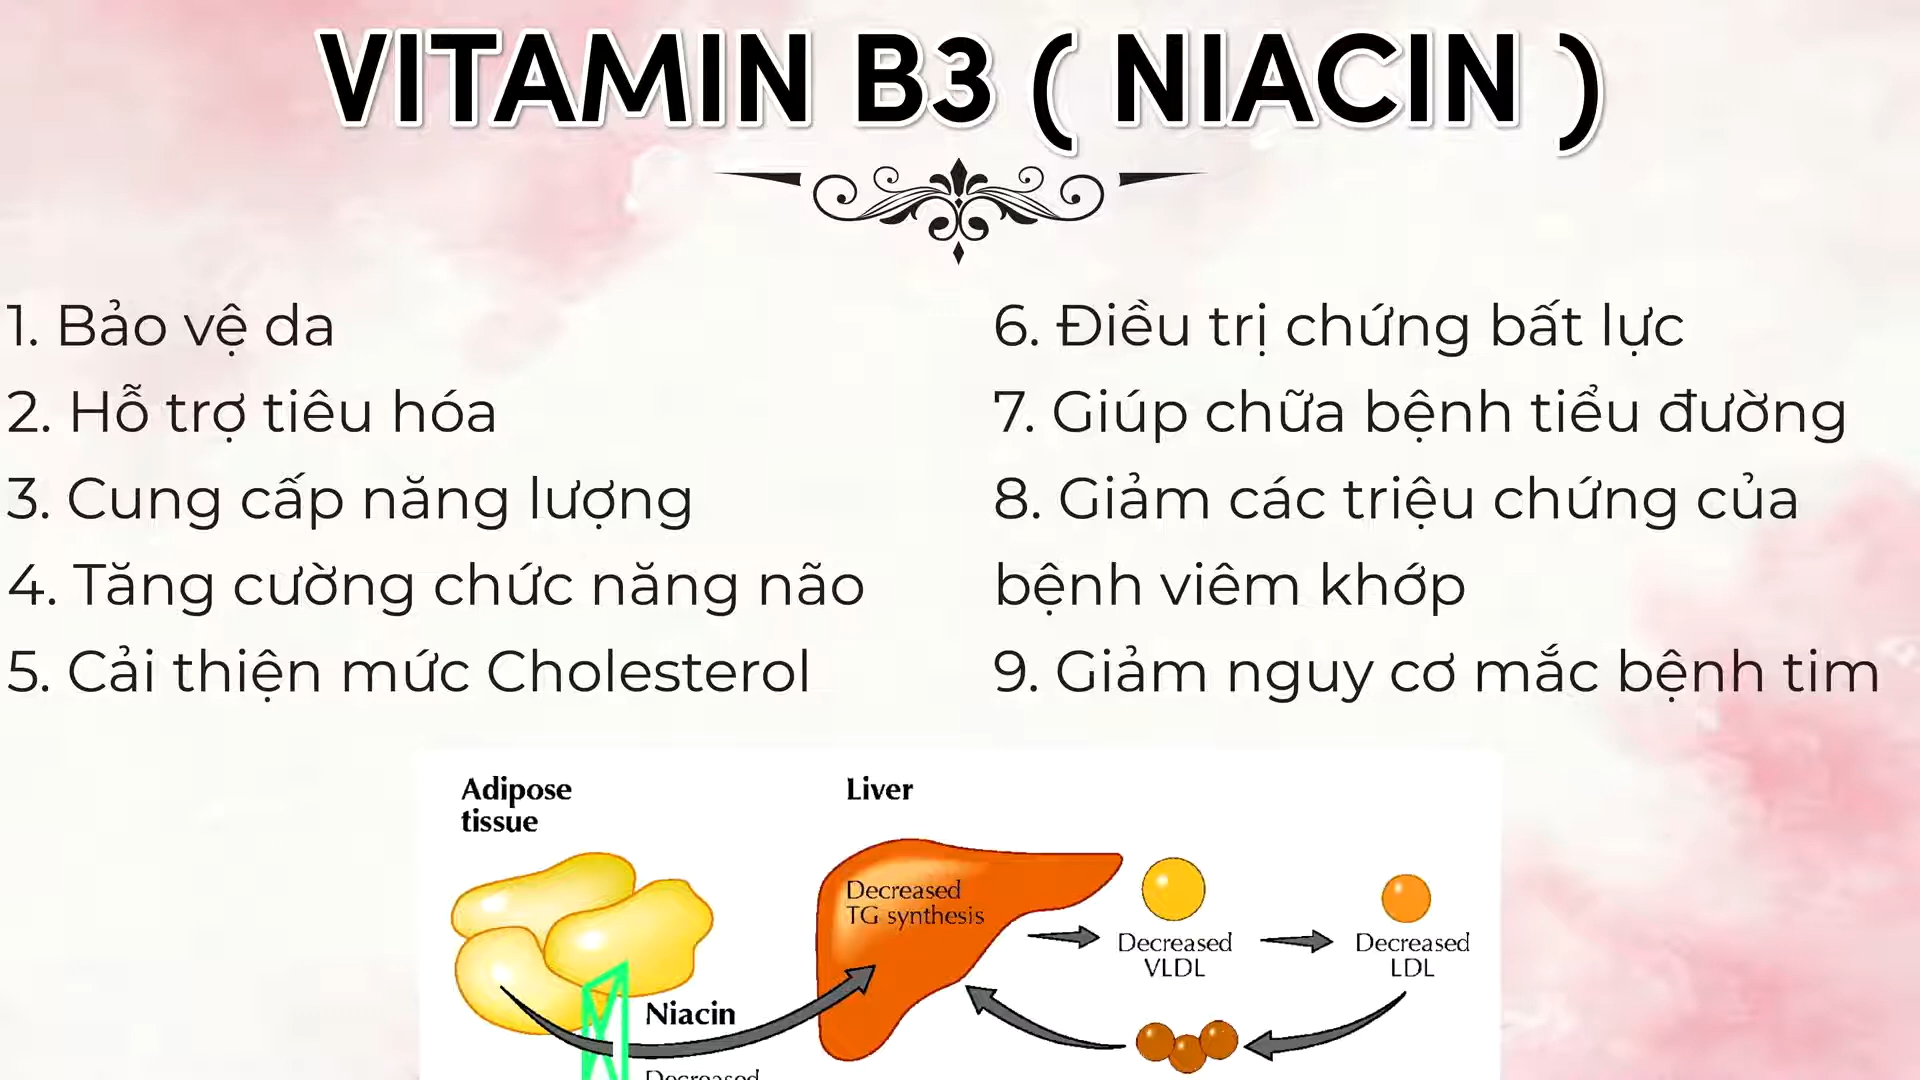 VITAMIN B3 ( NIACIN )
1. Bảo vệ da
2. Hỗ trợ tiêu hóa
3. Cung cấp năng lượng
4. Tăng cường chức năng não
5. Cải thiện mức Cholesterol
6. Điều trị chứng bất lực
7. Giúp chữa bệnh tiểu đường
8. Giảm các triệu chứng của
bệnh viêm khớp
9. Giảm nguy cơ mắc bệnh tim
Adipose
tissue
Liver
Decreased
TG synthesis
Decreased
VLDL
Decreased
LDL
Niacin
Decreased